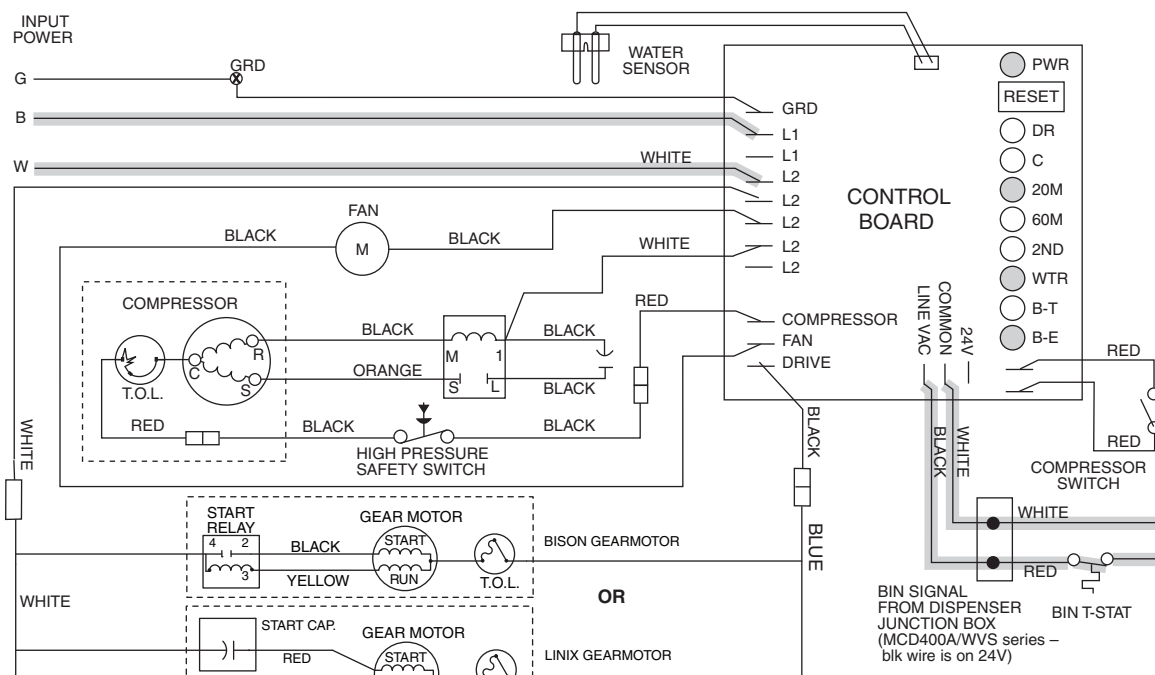 INPUT
POWER
G
GRD
B
W
WHITE
WATER
SENSOR
GRD
L1
L1
L2
L2
L2
L2
L2
CONTROL
BOARD
PWR
RESET
DR
C
20M
60M
2ND
WTR
B-T
B-E
FAN
M
BLACK
BLACK
WHITE
RED
COMPRESSOR
FAN
DRIVE
LINE VAC
COMMON
24V
COMPRESSOR
R
C
S
T.O.L.
BLACK
ORANGE
M
1
S
L
BLACK
BLACK
RED
BLACK
BLACK
HIGH PRESSURE
SAFETY SWITCH
WHITE
BLACK
BLUE
BLACK
WHITE
RED
RED
COMPRESSOR
SWITCH
START
RELAY
4
2
3
BLACK
YELLOW
GEAR MOTOR
START
RUN
T.O.L.
BISON GEARMOTOR
OR
WHITE
RED
BIN T-STAT
BIN SIGNAL
FROM DISPENSER
JUNCTION BOX
(MCD400A/WVS series –
blk wire is on 24V)
WHITE
START CAP.
RED
GEAR MOTOR
START
LINIX GEARMOTOR